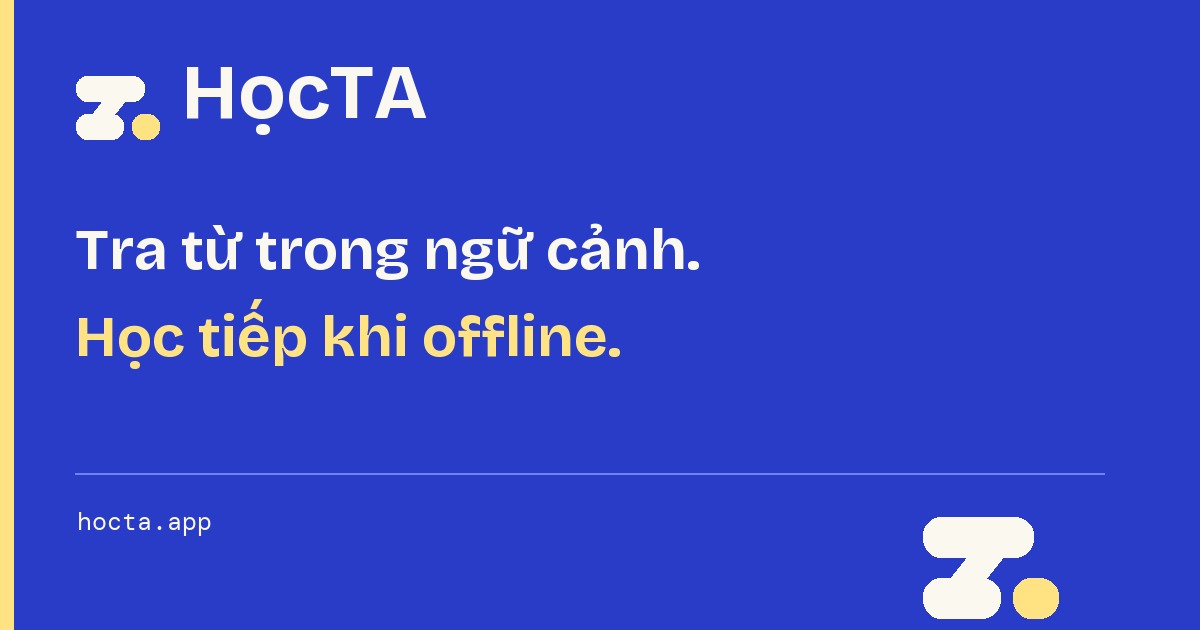 HọcTA
Tra từ trong ngữ cảnh.
Học tiếp khi offline.
hocta.app